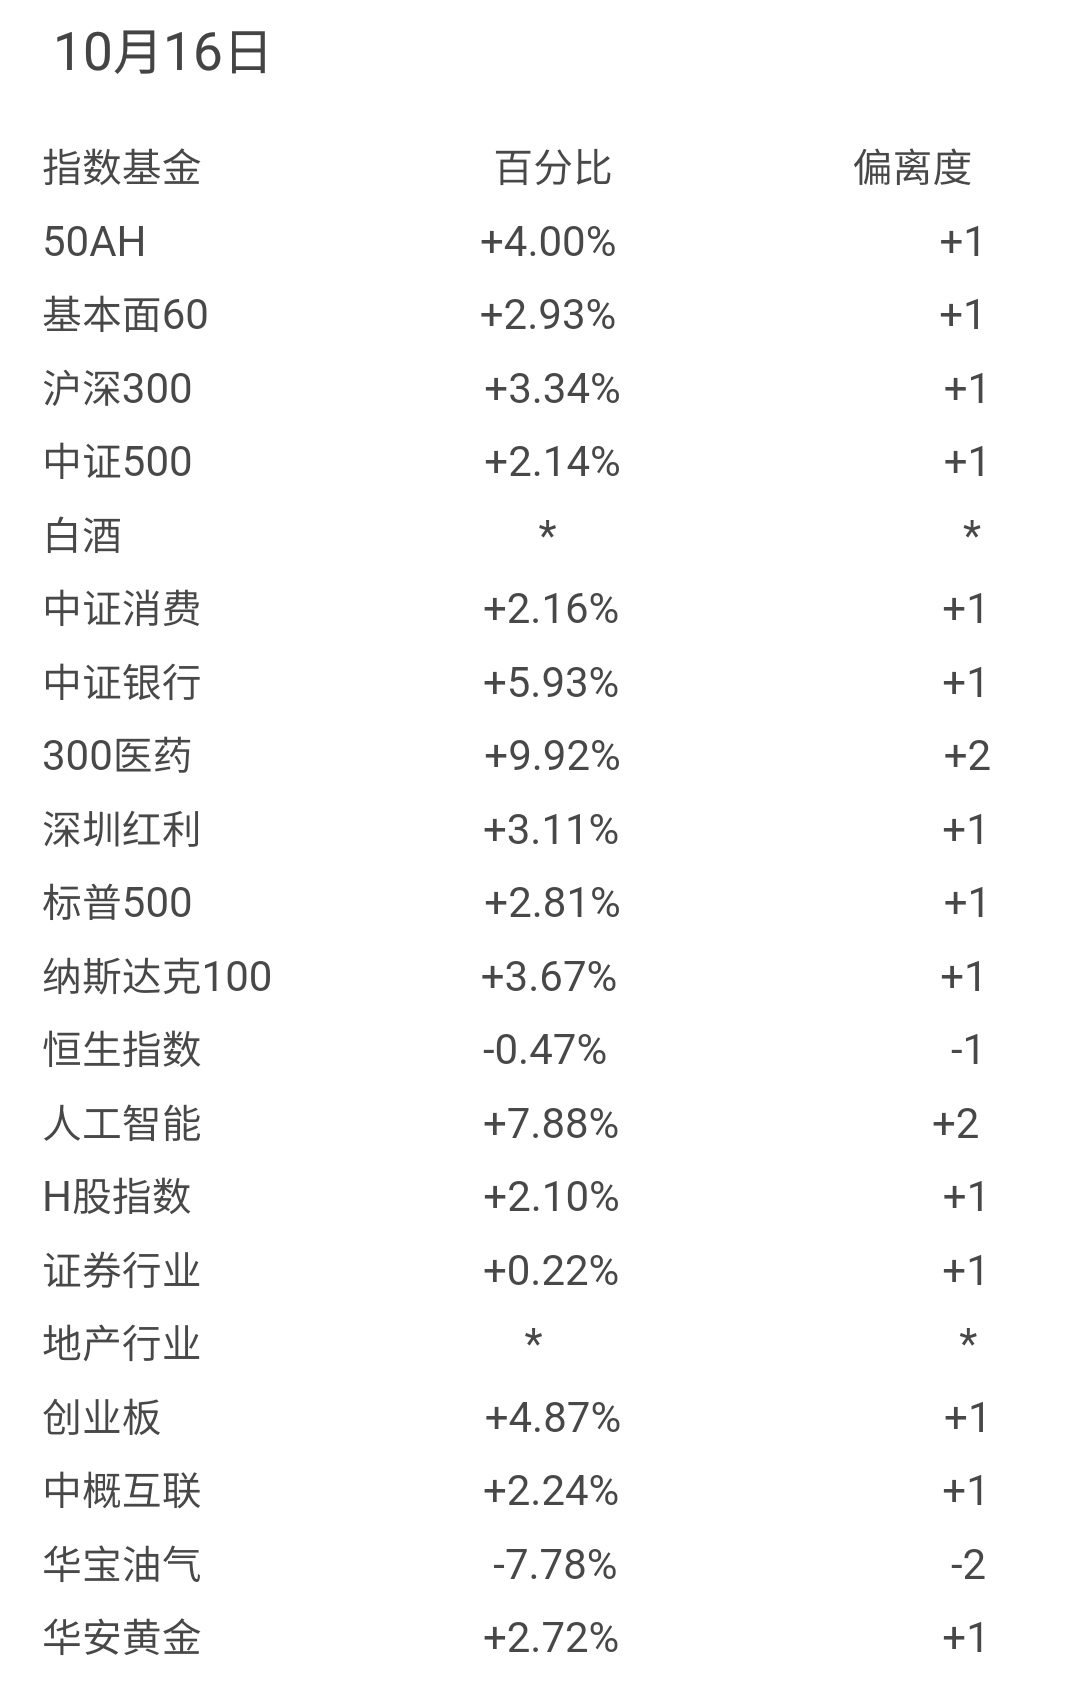 10月16日
指数基金 百分比 偏离度
50AH +4.00% +1
基本面60 +2.93% +1
沪深300 +3.34% +1
中证500 +2.14% +1
白酒 * *
中证消费 +2.16% +1
中证银行 +5.93% +1
300医药 +9.92% +2
深圳红利 +3.11% +1
标普500 +2.81% +1
纳斯达克100 +3.67% +1
恒生指数 -0.47% -1
人工智能 +7.88% +2
H股指数 +2.10% +1
证券行业 +0.22% +1
地产行业 * *
创业板 +4.87% +1
中概互联 +2.24% +1
华宝油气 -7.78% -2
华安黄金 +2.72% +1